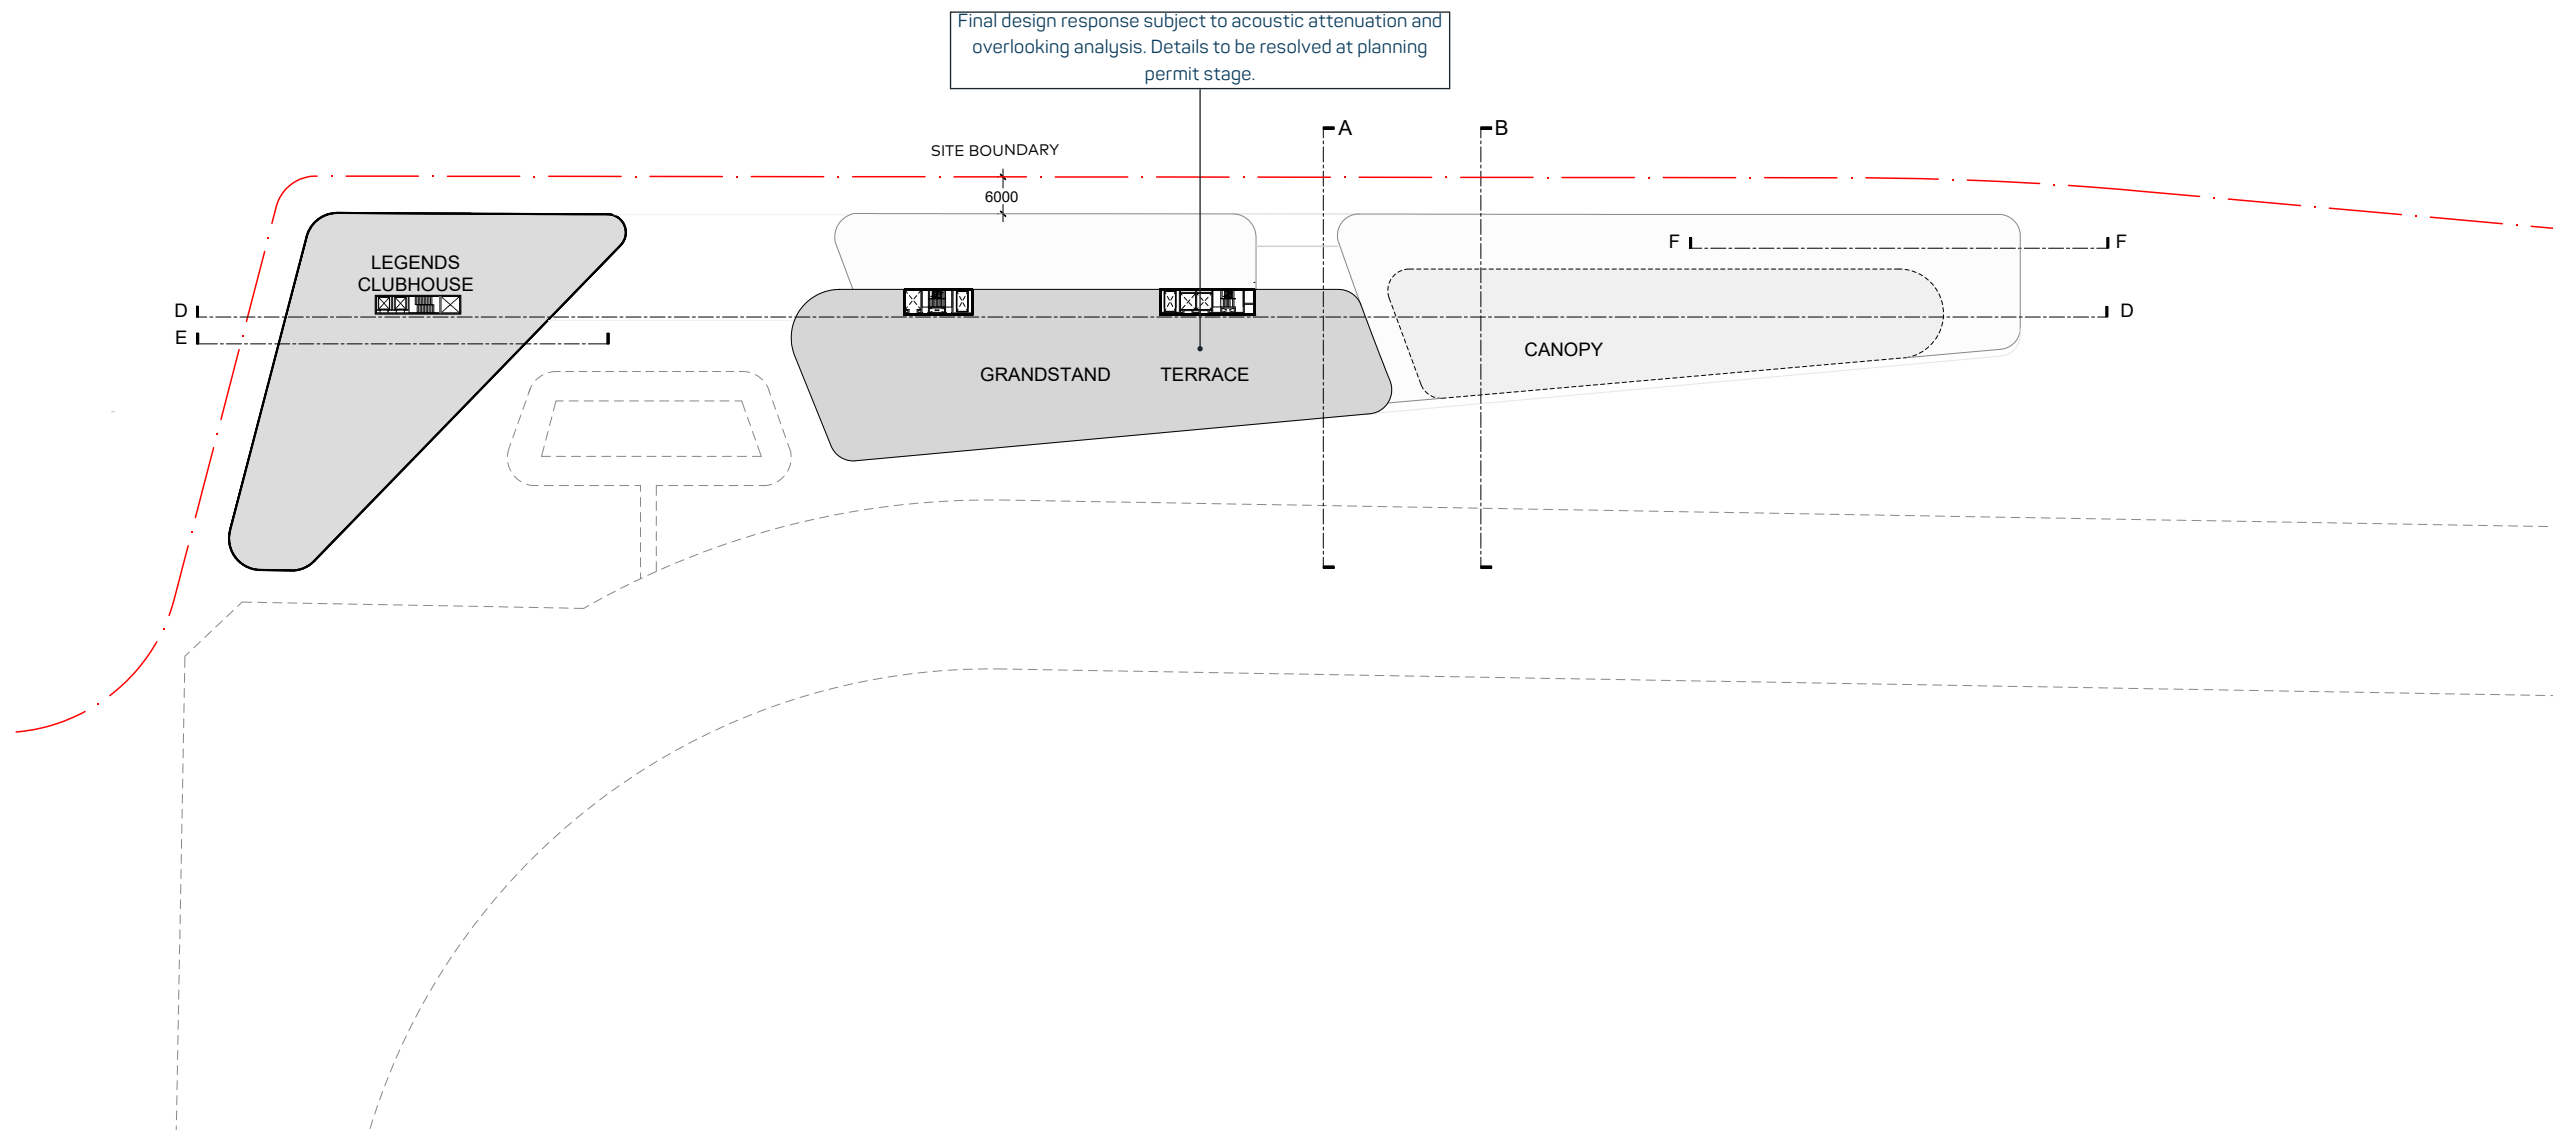 Final design response subject to acoustic attenuation and
overlooking analysis. Details to be resolved at planning
permit stage.
A
B
SITE BOUNDARY
6000
F
F
LEGENDS
CLUBHOUSE
D
D
E
CANOPY
GRANDSTAND
TERRACE